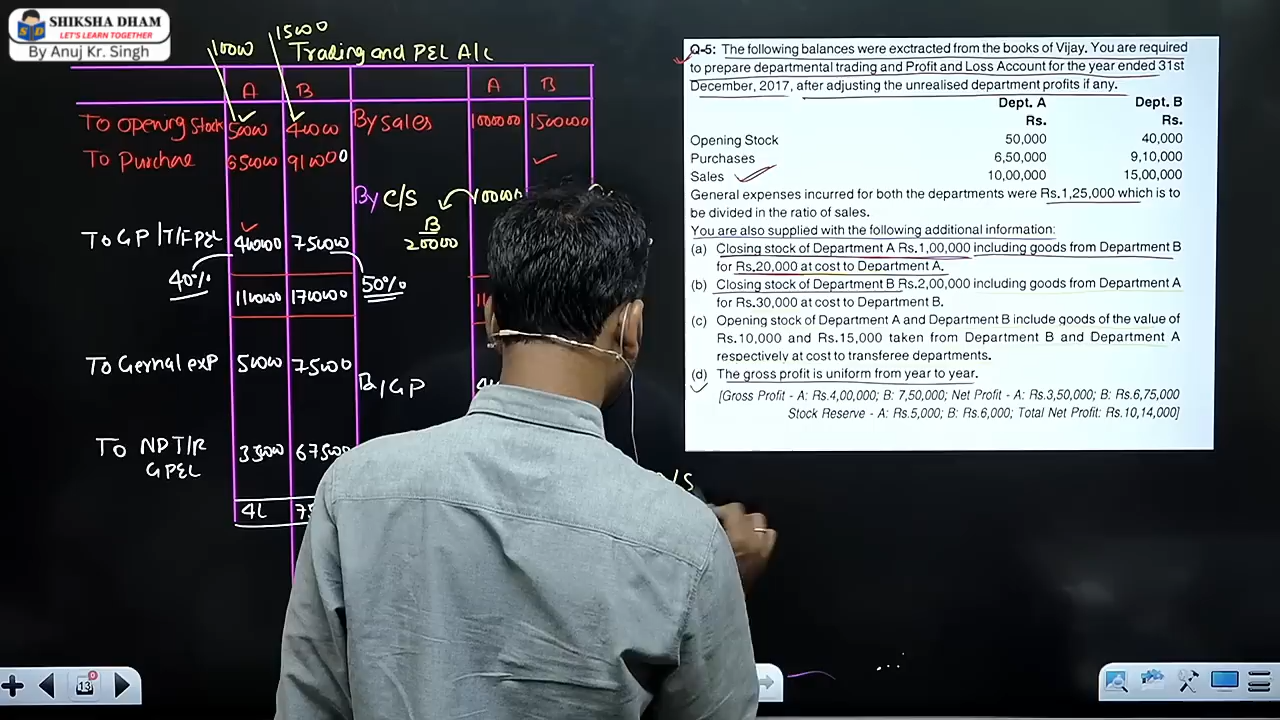 SHIKSHA DHAM
LET'S LEARN TOGETHER
By Anuj Kr. Singh
10000
15000
Trading and P&L A/c
A B A B
To opening Stock 50000 40000 By sales 1000000 1500000
To Purchase 650000 910000
By C/S 100000
B
20000
To GP 400000 750000
40%
50%
1100000 1700000
To Gernal exp 50000 75000
B/GP
To NP T/R 350000 67500
GP&L
4L
/S
Q-5: The following balances were exctracted from the books of Vijay. You are required
to prepare departmental trading and Profit and Loss Account for the year ended 31st
December, 2017, after adjusting the unrealised department profits if any.
Dept. A Dept. B
Rs. Rs.
Opening Stock 50,000 40,000
Purchases 6,50,000 9,10,000
Sales 10,00,000 15,00,000
General expenses incurred for both the departments were Rs.1,25,000 which is to
be divided in the ratio of sales.
You are also supplied with the following additional information:
(a) Closing stock of Department A Rs.1,00,000 including goods from Department B
for Rs.20,000 at cost to Department A.
(b) Closing stock of Department B Rs.2,00,000 including goods from Department A
for Rs.30,000 at cost to Department B.
(c) Opening stock of Department A and Department B include goods of the value of
Rs.10,000 and Rs.15,000 taken from Department B and Department A
respectively at cost to transferee departments.
(d) The gross profit is uniform from year to year.
[Gross Profit - A: Rs.4,00,000; B: 7,50,000; Net Profit - A: Rs.3,50,000; B: Rs.6,75,000
Stock Reserve - A: Rs.5,000; B: Rs.6,000; Total Net Profit: Rs.10,14,000]
13